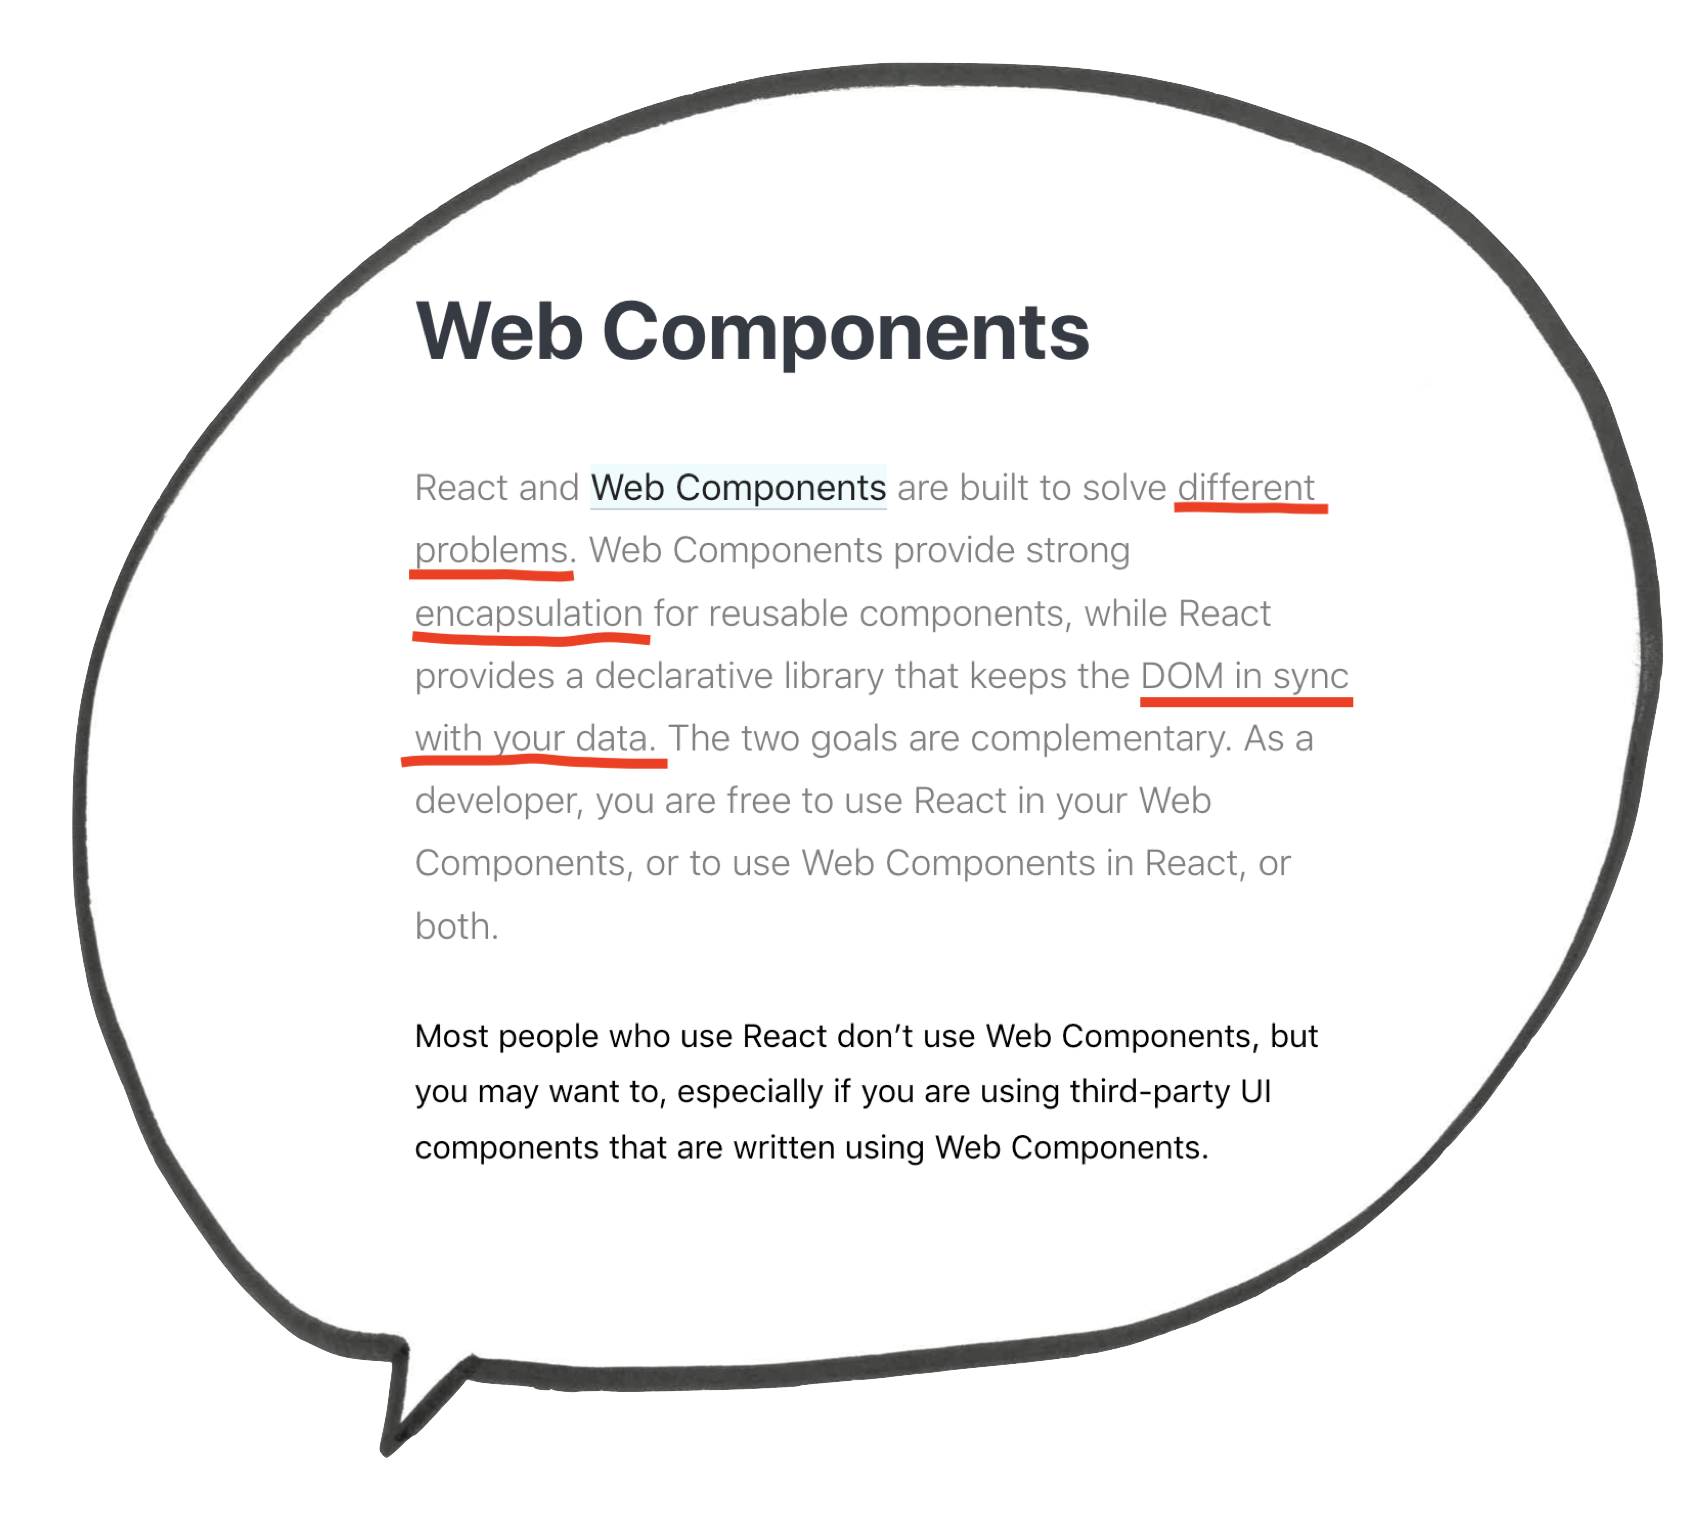 Web Components
React and Web Components are built to solve different
problems. Web Components provide strong
encapsulation for reusable components, while React
provides a declarative library that keeps the DOM in sync
with your data. The two goals are complementary. As a
developer, you are free to use React in your Web
Components, or to use Web Components in React, or
both.
Most people who use React don’t use Web Components, but
you may want to, especially if you are using third-party UI
components that are written using Web Components.